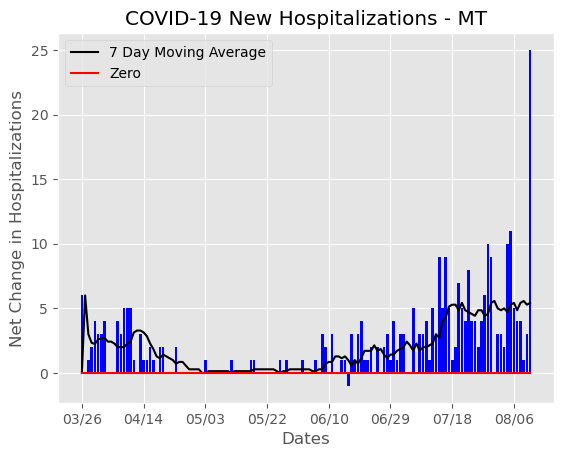 COVID-19 New Hospitalizations - MT
7 Day Moving Average
Zero
Net Change in Hospitalizations
25
20
15
10
5
0
03/26 04/14 05/03 05/22 06/10 06/29 07/18 08/06
Dates